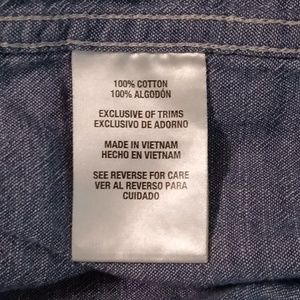 100% COTTON
100% ALGODÓN
EXCLUSIVE OF TRIMS
EXCLUSIVO DE ADORNO
MADE IN VIETNAM
HECHO EN VIETNAM
SEE REVERSE FOR CARE
VER AL REVERSO PARA
CUIDADO